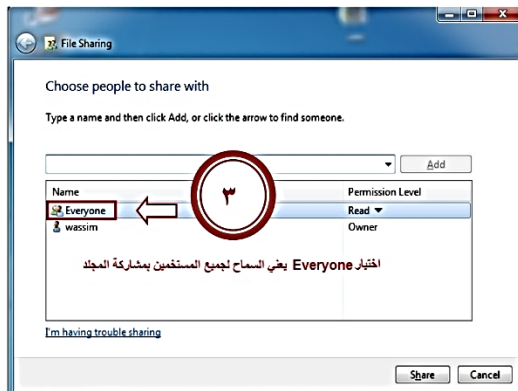 File Sharing
Choose people to share with
Type a name and then click Add, or click the arrow to find someone.
Add
Name Permission Level
Everyone Read
٣
wassim Owner
اختيار Everyone يعني السماح لجميع المستخمين بمشاركة المجلد
I'm having trouble sharing
Share Cancel